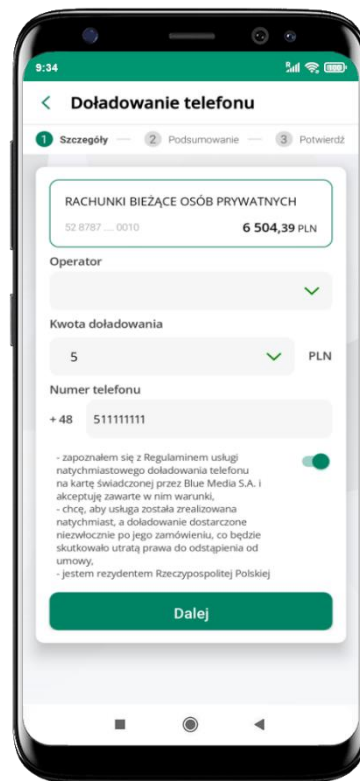 9:34
Doładowanie telefonu
1 Szczegóły 2 Podsumowanie 3 Potwierdź
RACHUNKI BIEŻĄCE OSÓB PRYWATNYCH
52 8787 .... 0010 6 504,39 PLN
Operator
Kwota doładowania
5 PLN
Numer telefonu
+ 48 511111111
- zapoznałem się z Regulaminem usługi
natychmiastowego doładowania telefonu
na kartę świadczonej przez Blue Media S.A. i
akceptuję zawarte w nim warunki,
- chcę, aby usługa została zrealizowana
natychmiast, a doładowanie dostarczone
niezwłocznie po jego zamówieniu, co będzie
skutkowało utratą prawa do odstąpienia od
umowy,
- jestem rezydentem Rzeczypospolitej Polskiej
Dalej